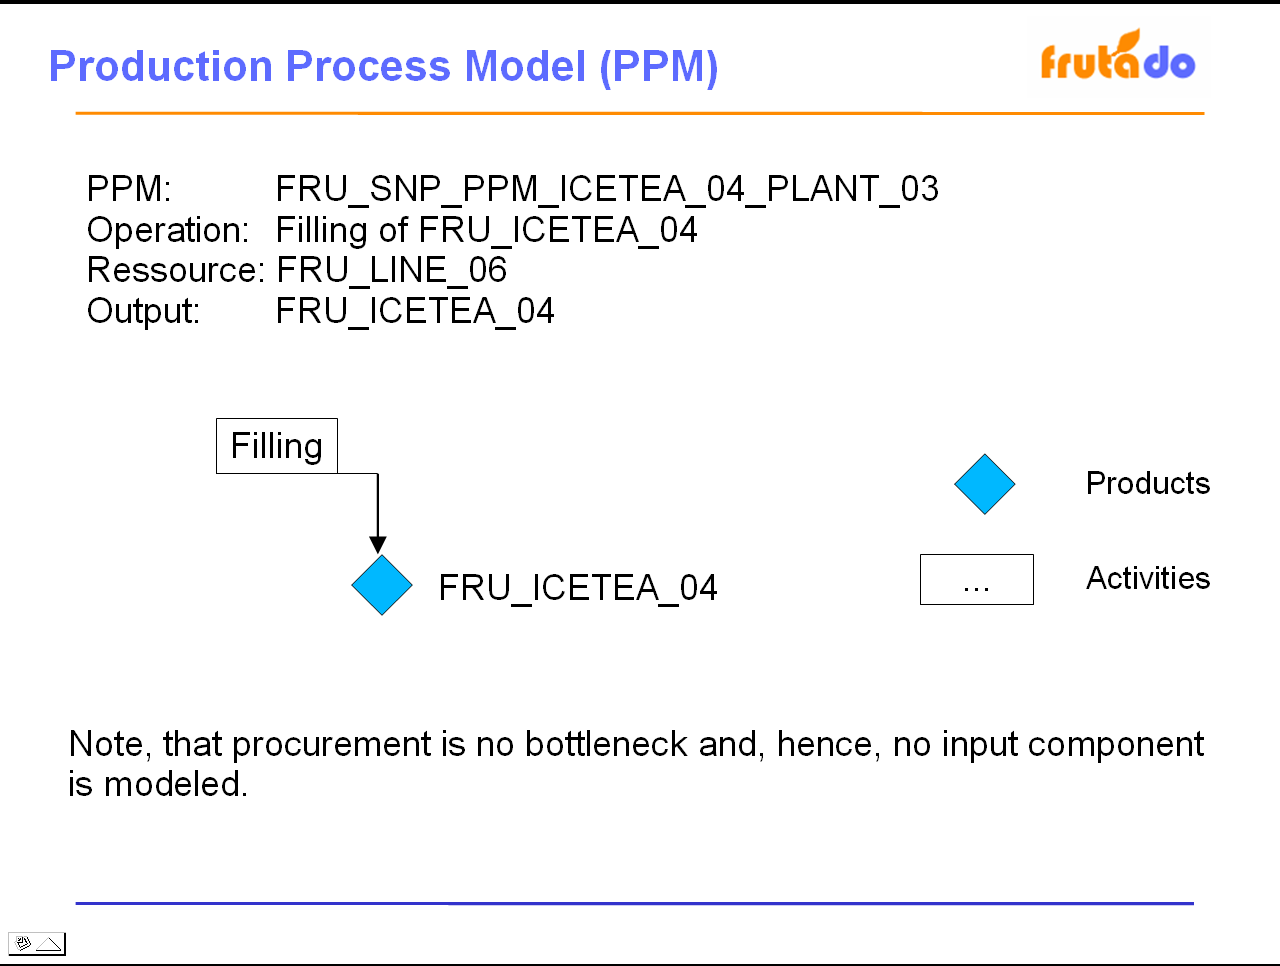 Production Process Model (PPM)
frutado
PPM: FRU_SNP_PPM_ICETEA_04_PLANT_03
Operation: Filling of FRU_ICETEA_04
Ressource: FRU_LINE_06
Output: FRU_ICETEA_04
Filling
Products
FRU_ICETEA_04
... Activities
Note, that procurement is no bottleneck and, hence, no input component
is modeled.